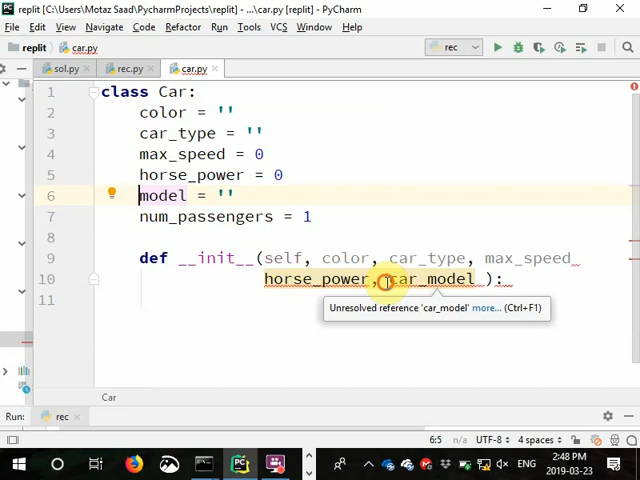 replit [C:\Users\Motaz Saad\PycharmProjects\replit] - ...\car.py [replit] - PyCharm
File Edit View Navigate Code Refactor Run Tools VCS Window Help
replit car.py rec
sol.py rec.py car.py
1 class Car:
2 color = ''
3 car_type = ''
4 max_speed = 0
5 horse_power = 0
6 model = ''
7 num_passengers = 1
8
9 def __init__(self, color, car_type, max_speed
10 horse_power, car_model ):
11
Unresolved reference 'car_model' more... (Ctrl+F1)
Car
Run: rec
6:5 n/a UTF-8 4 spaces
ENG 2:48 PM
2019-03-23